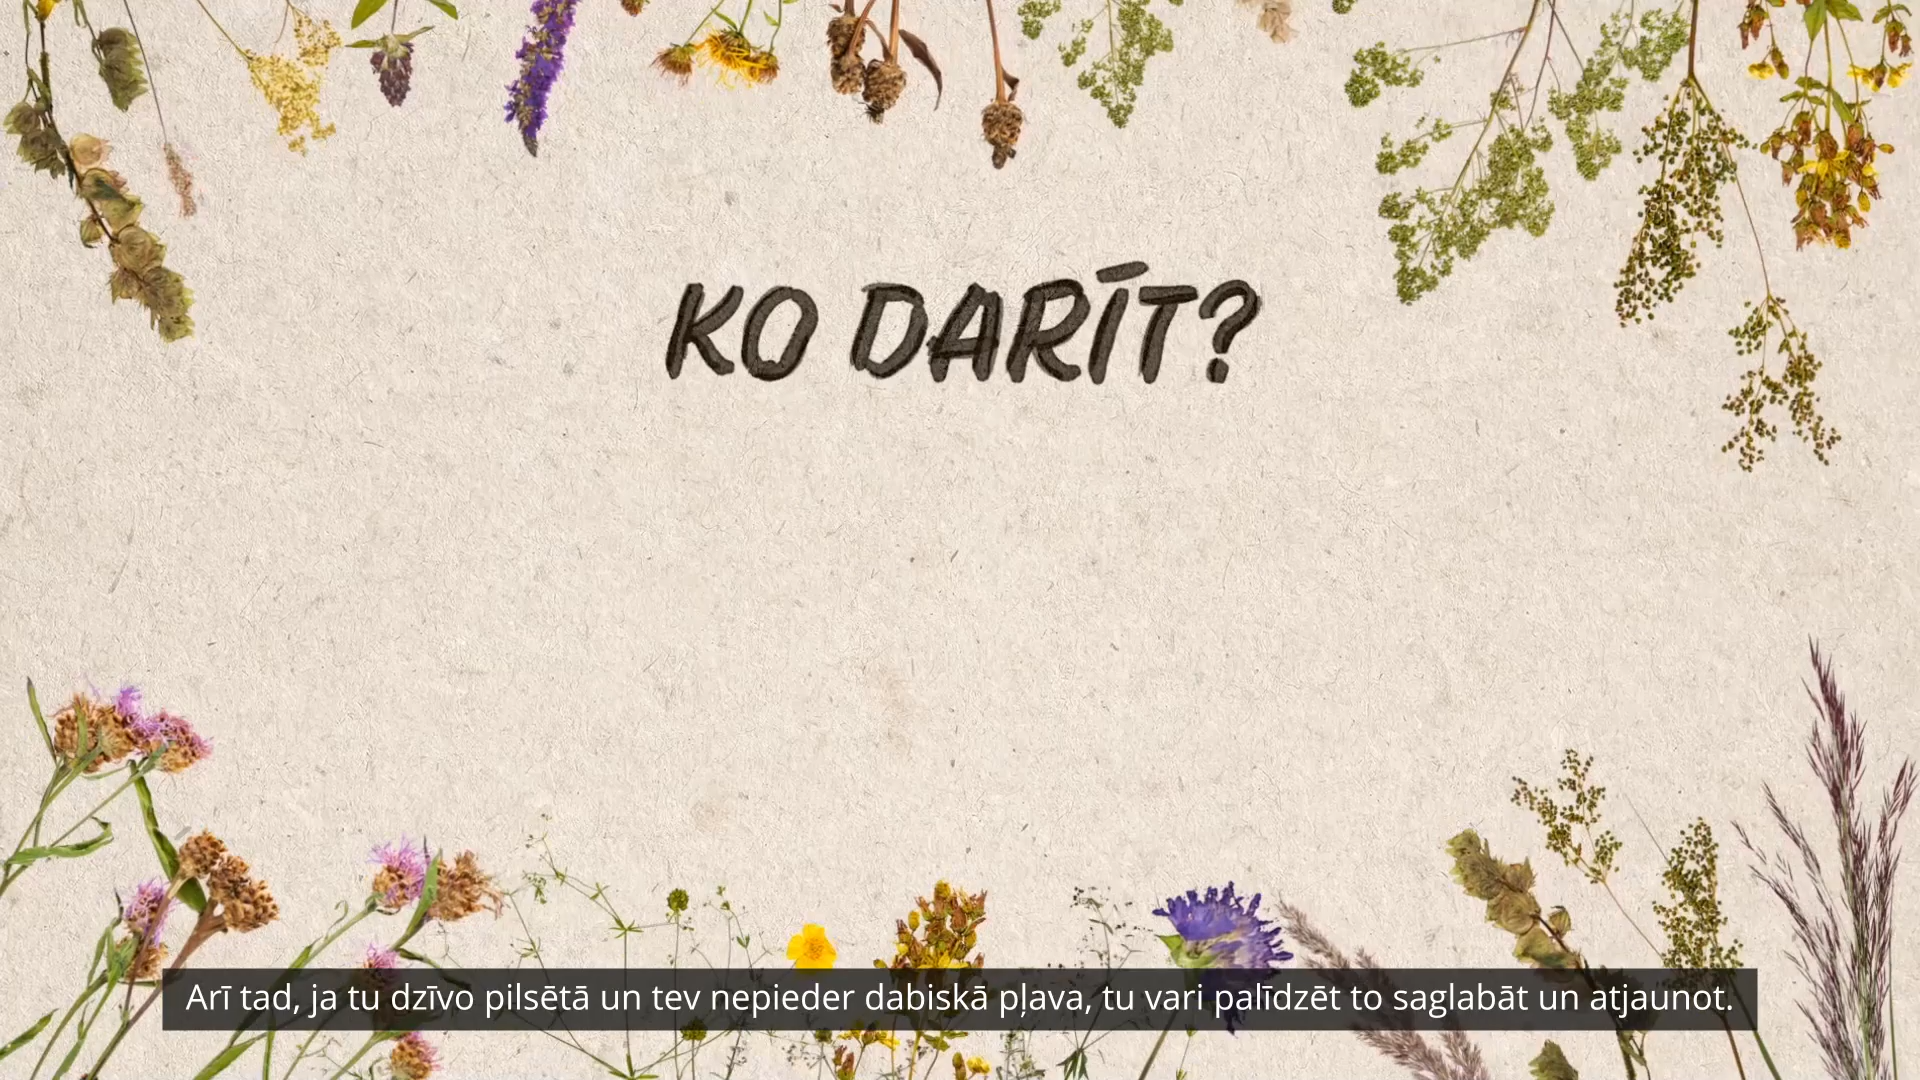 KO DARĪT?
Arī tad, ja tu dzīvo pilsētā un tev nepieder dabiskā pļava, tu vari palīdzēt to saglabāt un atjaunot.